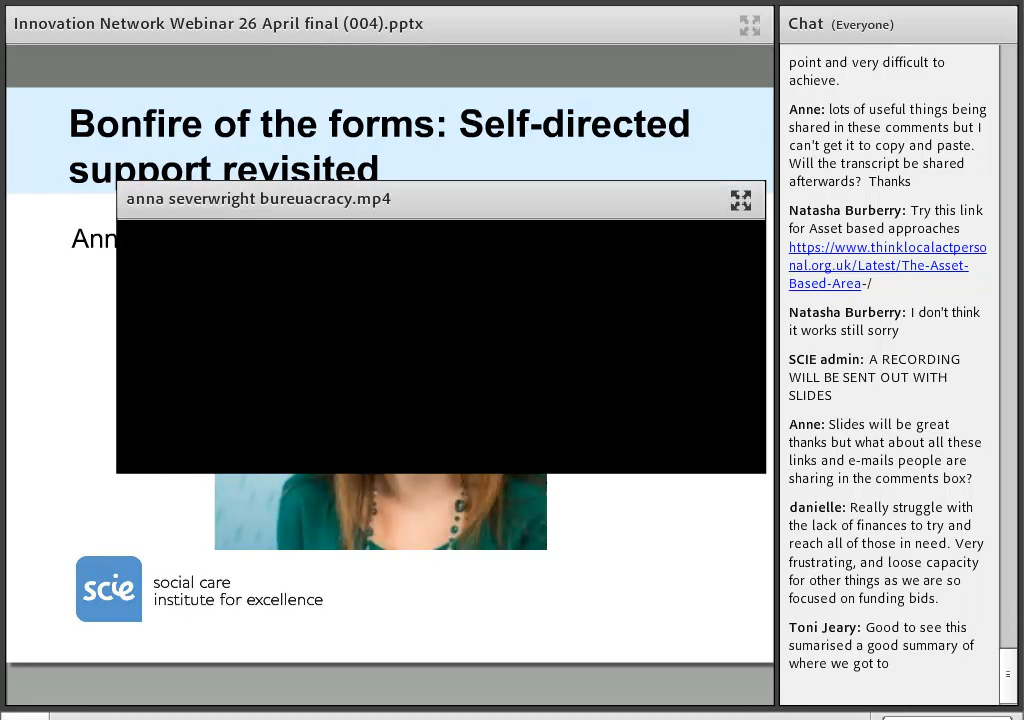 Innovation Network Webinar 26 April final (004).pptx
Bonfire of the forms: Self-directed
support revisited
Ann
anna severwright bureuacracy.mp4
scie
social care
institute for excellence
Chat (Everyone)
point and very difficult to
achieve.
Anne: lots of useful things being
shared in these comments but I
can't get it to copy and paste.
Will the transcript be shared
afterwards? Thanks
Natasha Burberry: Try this link
for Asset based approaches
https://www.thinklocalactperso
nal.org.uk/Latest/The-Asset-
Based-Area-/
Natasha Burberry: I don't think
it works still sorry
SCIE admin: A RECORDING
WILL BE SENT OUT WITH
SLIDES
Anne: Slides will be great
thanks but what about all these
links and e-mails people are
sharing in the comments box?
danielle: Really struggle with
the lack of finances to try and
reach all of those in need. Very
frustrating, and loose capacity
for other things as we are so
focused on funding bids.
Toni Jeary: Good to see this
sumarised a good summary of
where we got to